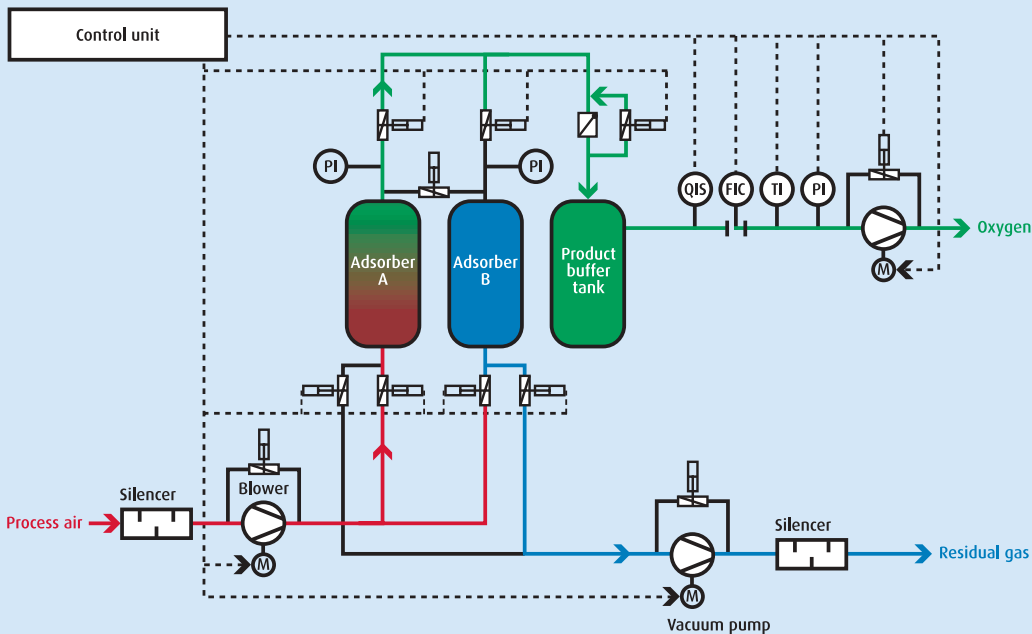 Control unit
PI
PI
QIS
FIC
TI
PI
Oxygen
M
Adsorber
A
Adsorber
B
Product
buffer
tank
Silencer
Blower
Process air
M
Silencer
Residual gas
M
Vacuum pump